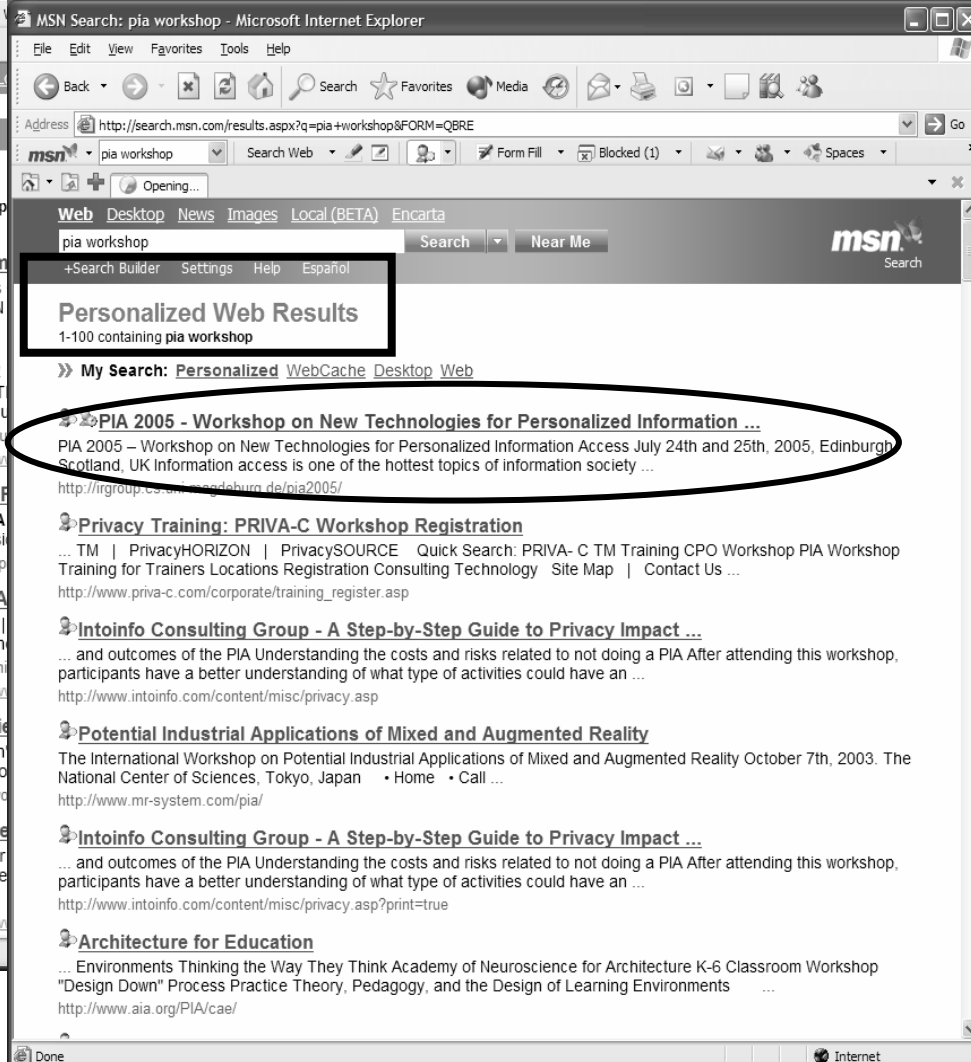 MSN Search: pia workshop - Microsoft Internet Explorer
File Edit View Favorites Tools Help
Back Search Favorites Media
Address http://search.msn.com/results.aspx?q=pia+workshop&FORM=QBRE Go
msn pia workshop Search Web Form Fill Blocked (1) Spaces
Opening...
Web Desktop News Images Local (BETA) Encarta
pia workshop Search Near Me
msn
Search
+Search Builder Settings Help Español
Personalized Web Results
1-100 containing pia workshop
My Search: Personalized WebCache Desktop Web
PIA 2005 - Workshop on New Technologies for Personalized Information ...
PIA 2005 – Workshop on New Technologies for Personalized Information Access July 24th and 25th, 2005, Edinburgh
Scotland, UK Information access is one of the hottest topics of information society ...
http://irgroup.cs.uni-magdeburg.de/pia2005/
Privacy Training: PRIVA-C Workshop Registration
... TM | PrivacyHORIZON | PrivacySOURCE Quick Search: PRIVA- C TM Training CPO Workshop PIA Workshop
Training for Trainers Locations Registration Consulting Technology Site Map | Contact Us ...
http://www.priva-c.com/corporate/training_register.asp
Intoinfo Consulting Group - A Step-by-Step Guide to Privacy Impact ...
... and outcomes of the PIA Understanding the costs and risks related to not doing a PIA After attending this workshop,
participants have a better understanding of what type of activities could have an ...
http://www.intoinfo.com/content/misc/privacy.asp
Potential Industrial Applications of Mixed and Augmented Reality
The International Workshop on Potential Industrial Applications of Mixed and Augmented Reality October 7th, 2003. The
National Center of Sciences, Tokyo, Japan • Home • Call ...
http://www.mr-system.com/pia/
Intoinfo Consulting Group - A Step-by-Step Guide to Privacy Impact ...
... and outcomes of the PIA Understanding the costs and risks related to not doing a PIA After attending this workshop,
participants have a better understanding of what type of activities could have an ...
http://www.intoinfo.com/content/misc/privacy.asp?print=true
Architecture for Education
... Environments Thinking the Way They Think Academy of Neuroscience for Architecture K-6 Classroom Workshop
"Design Down" Process Practice Theory, Pedagogy, and the Design of Learning Environments ...
http://www.aia.org/PIA/cae/
Done Internet